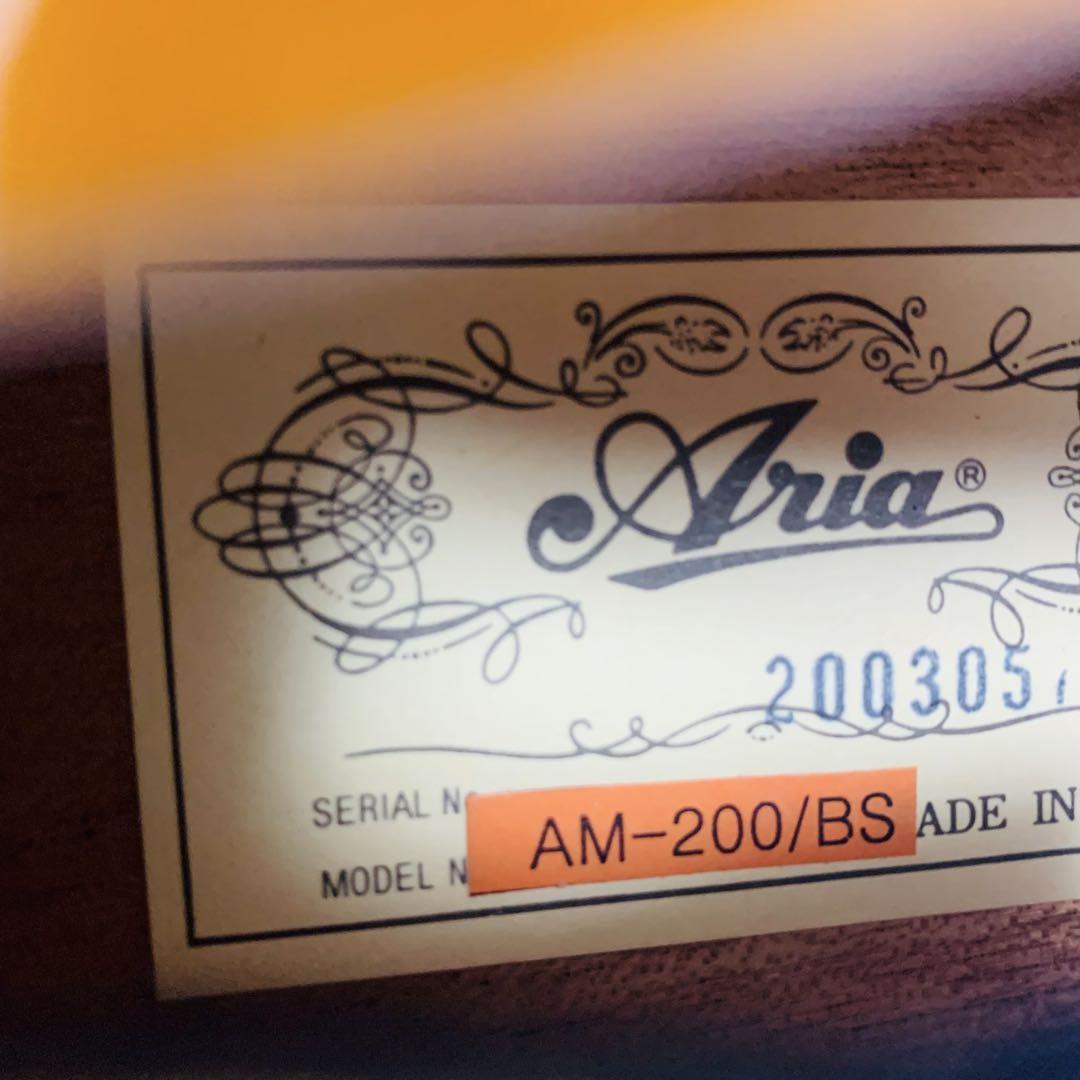 Aria®
200305
SERIAL
AM-200/BS
ADE IN
MODEL